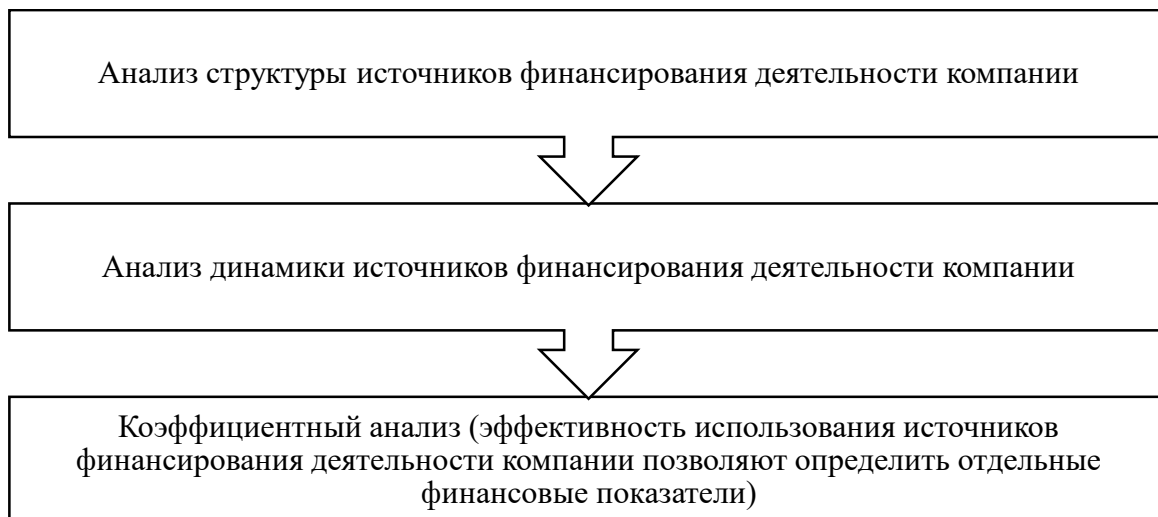 Анализ структуры источников финансирования деятельности компании
Анализ динамики источников финансирования деятельности компании
Коэффициентный анализ (эффективность использования источников
финансирования деятельности компании позволяют определить отдельные
финансовые показатели)